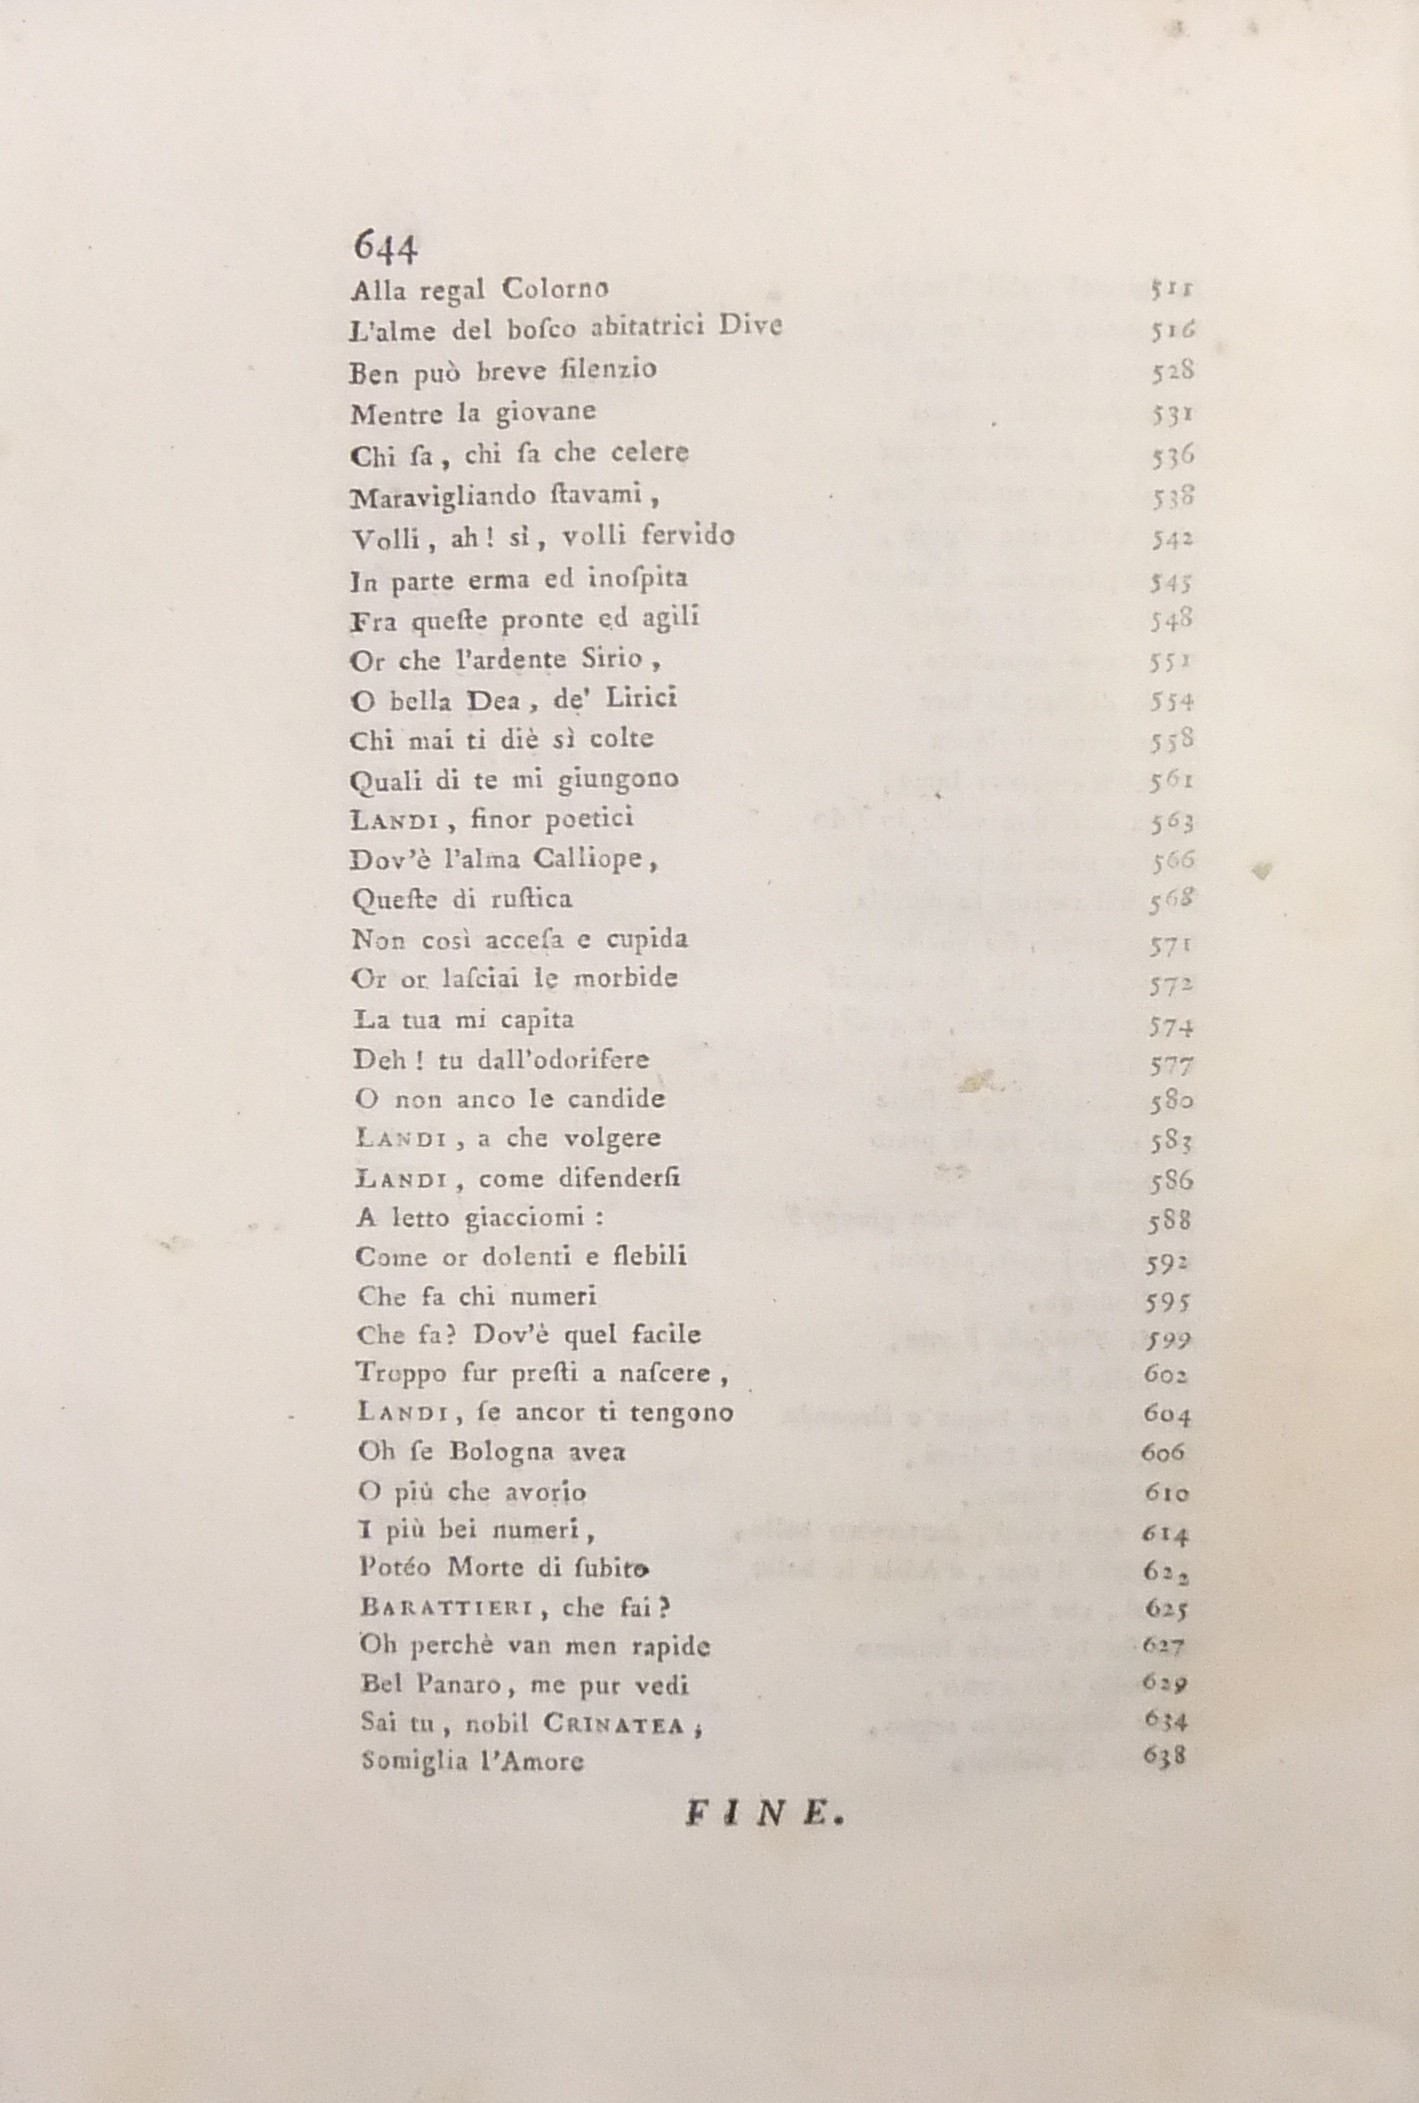 644
Alla regal Colorno 511
L'alme del boſco abitatrici Dive 516
Ben può breve ſilenzio 528
Mentre la giovane 531
Chi ſa, chi ſa che celere 536
Maravigliando ſtavami, 538
Volli, ah! sì, volli fervido 542
In parte erma ed inoſpita 545
Fra queſte pronte ed agili 548
Or che l'ardente Sirio, 551
O bella Dea, de' Lirici 554
Chi mai ti diè sì colte 558
Quali di te mi giungono 561
LANDI, finor poetici 563
Dov'è l'alma Calliope, 566
Queſte di ruſtica 568
Non così acceſa e cupida 571
Or or laſciai le morbide 572
La tua mi capita 574
Deh! tu dall'odorifere 577
O non anco le candide 580
LANDI, a che volgere 583
LANDI, come difenderſi 586
A letto giacciomi: 588
Come or dolenti e flebili 592
Che fa chi numeri 595
Che fa? Dov'è quel facile 599
Troppo fur preſti a naſcere, 602
LANDI, ſe ancor ti tengono 604
Oh ſe Bologna avea 606
O più che avorio 610
I più bei numeri, 614
Potéo Morte di ſubito 622
BARATTIERI, che fai? 625
Oh perchè van men rapide 627
Bel Panaro, me pur vedi 629
Sai tu, nobil CRINATEA, 634
Somiglia l'Amore 638
FINE.